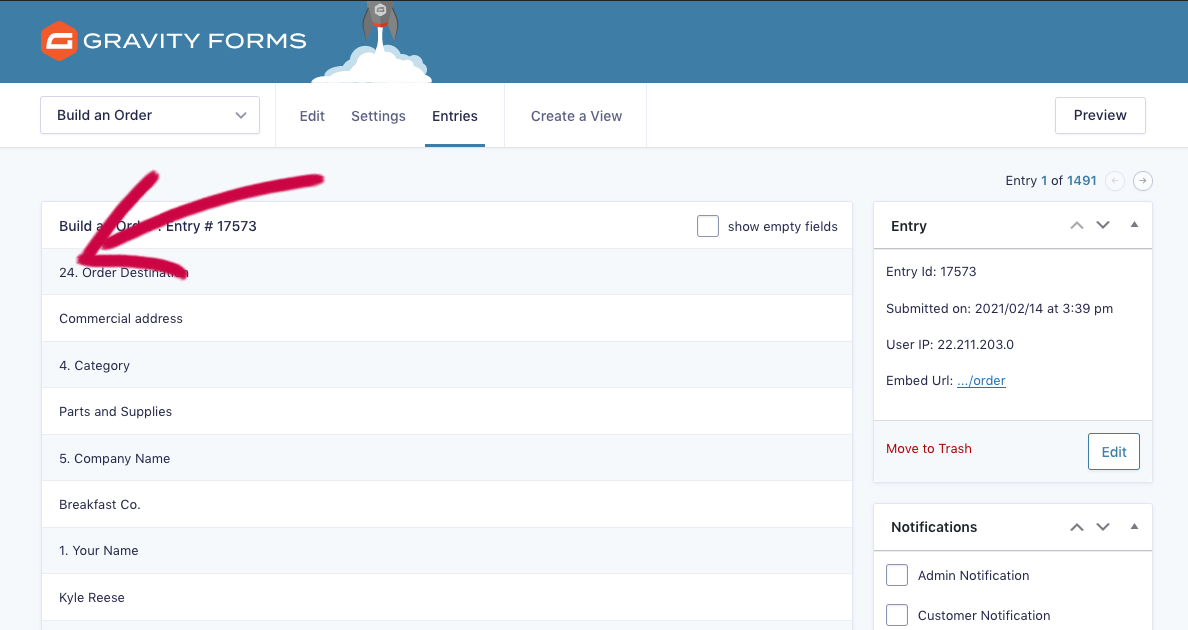 GRAVITY FORMS
Build an Order Edit Settings Entries Create a View Preview
Entry 1 of 1491
Build an Order : Entry # 17573 show empty fields
24. Order Destination
Commercial address
4. Category
Parts and Supplies
5. Company Name
Breakfast Co.
1. Your Name
Kyle Reese
Entry
Entry Id: 17573
Submitted on: 2021/02/14 at 3:39 pm
User IP: 22.211.203.0
Embed Url: .../order
Move to Trash Edit
Notifications
Admin Notification
Customer Notification